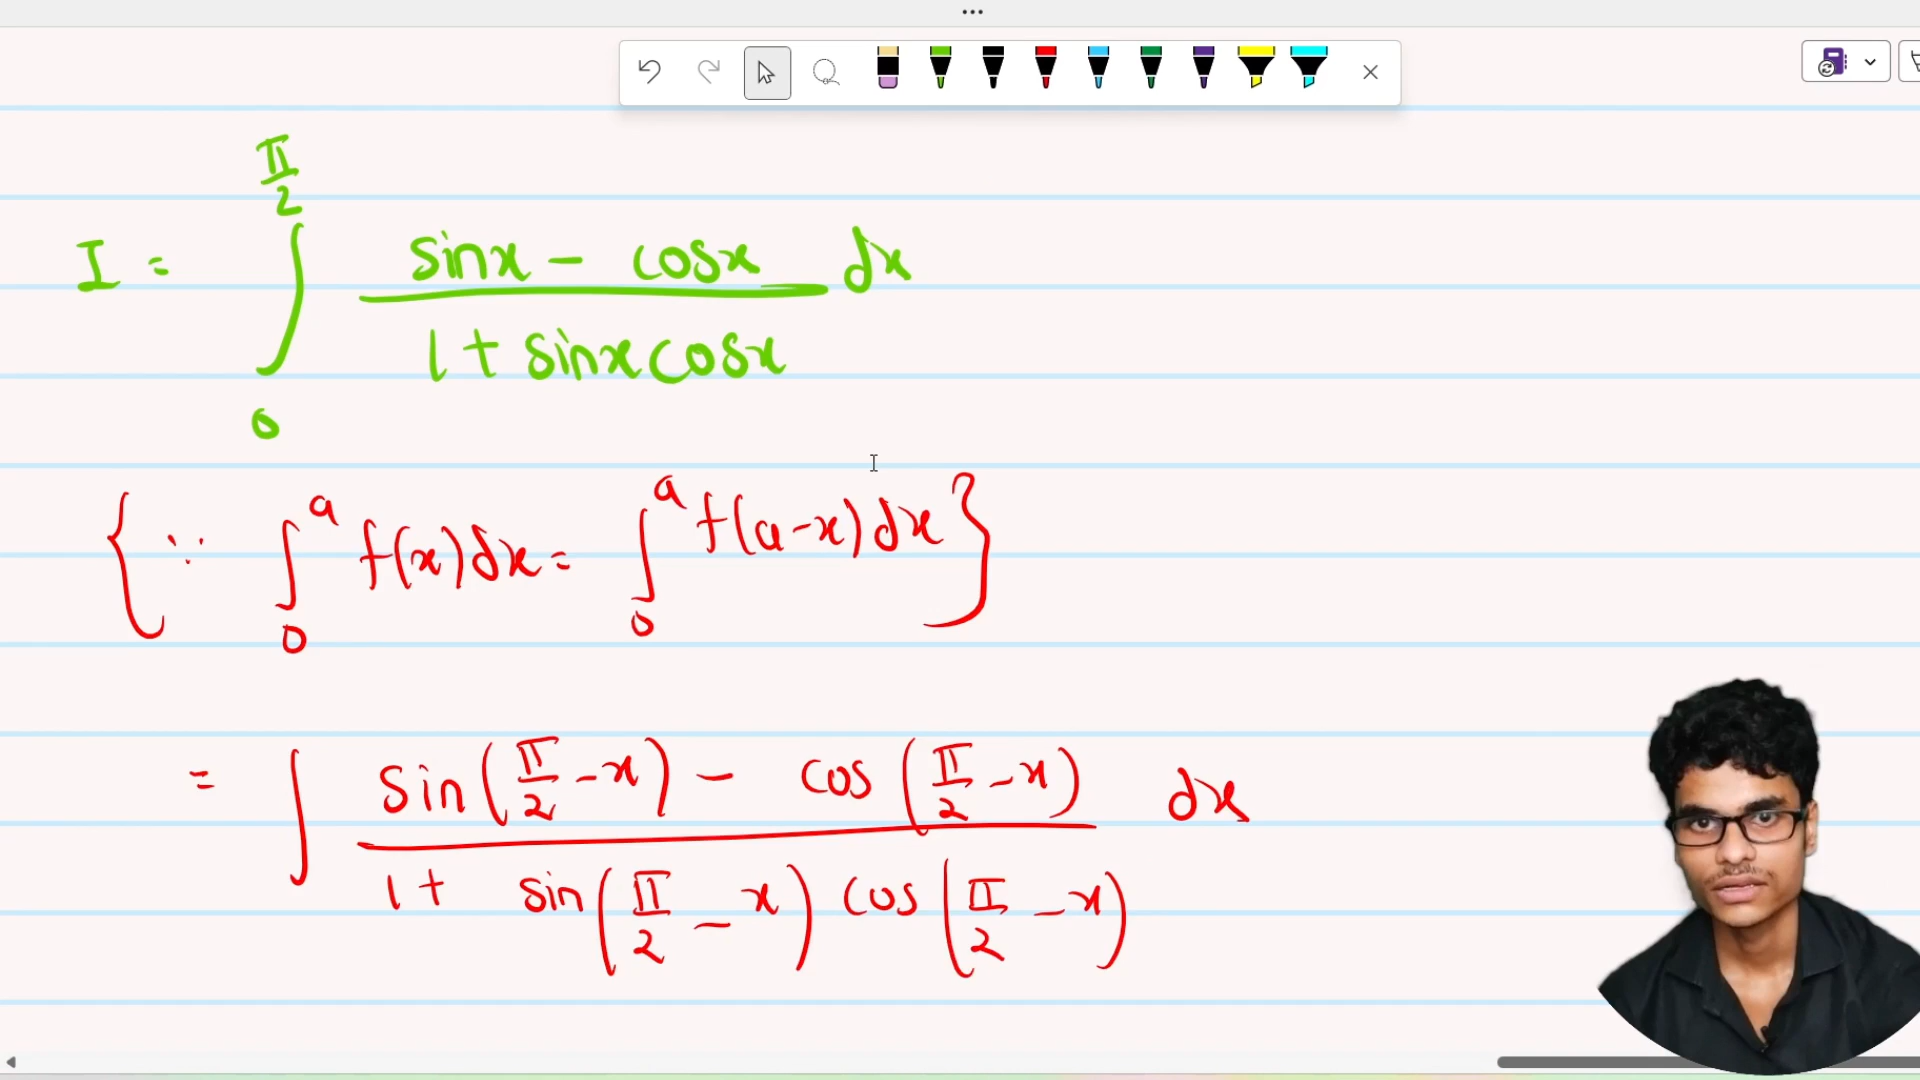 ...
π/2
I = ∫ (sinx - cosx)/(1 + sinx cosx) dx
0
{ ∵ ∫₀ᵃ f(x)dx = ∫₀ᵃ f(a-x)dx }
= ∫ (sin(π/2 - x) - cos(π/2 - x))/(1 + sin(π/2 - x) cos(π/2 - x)) dx